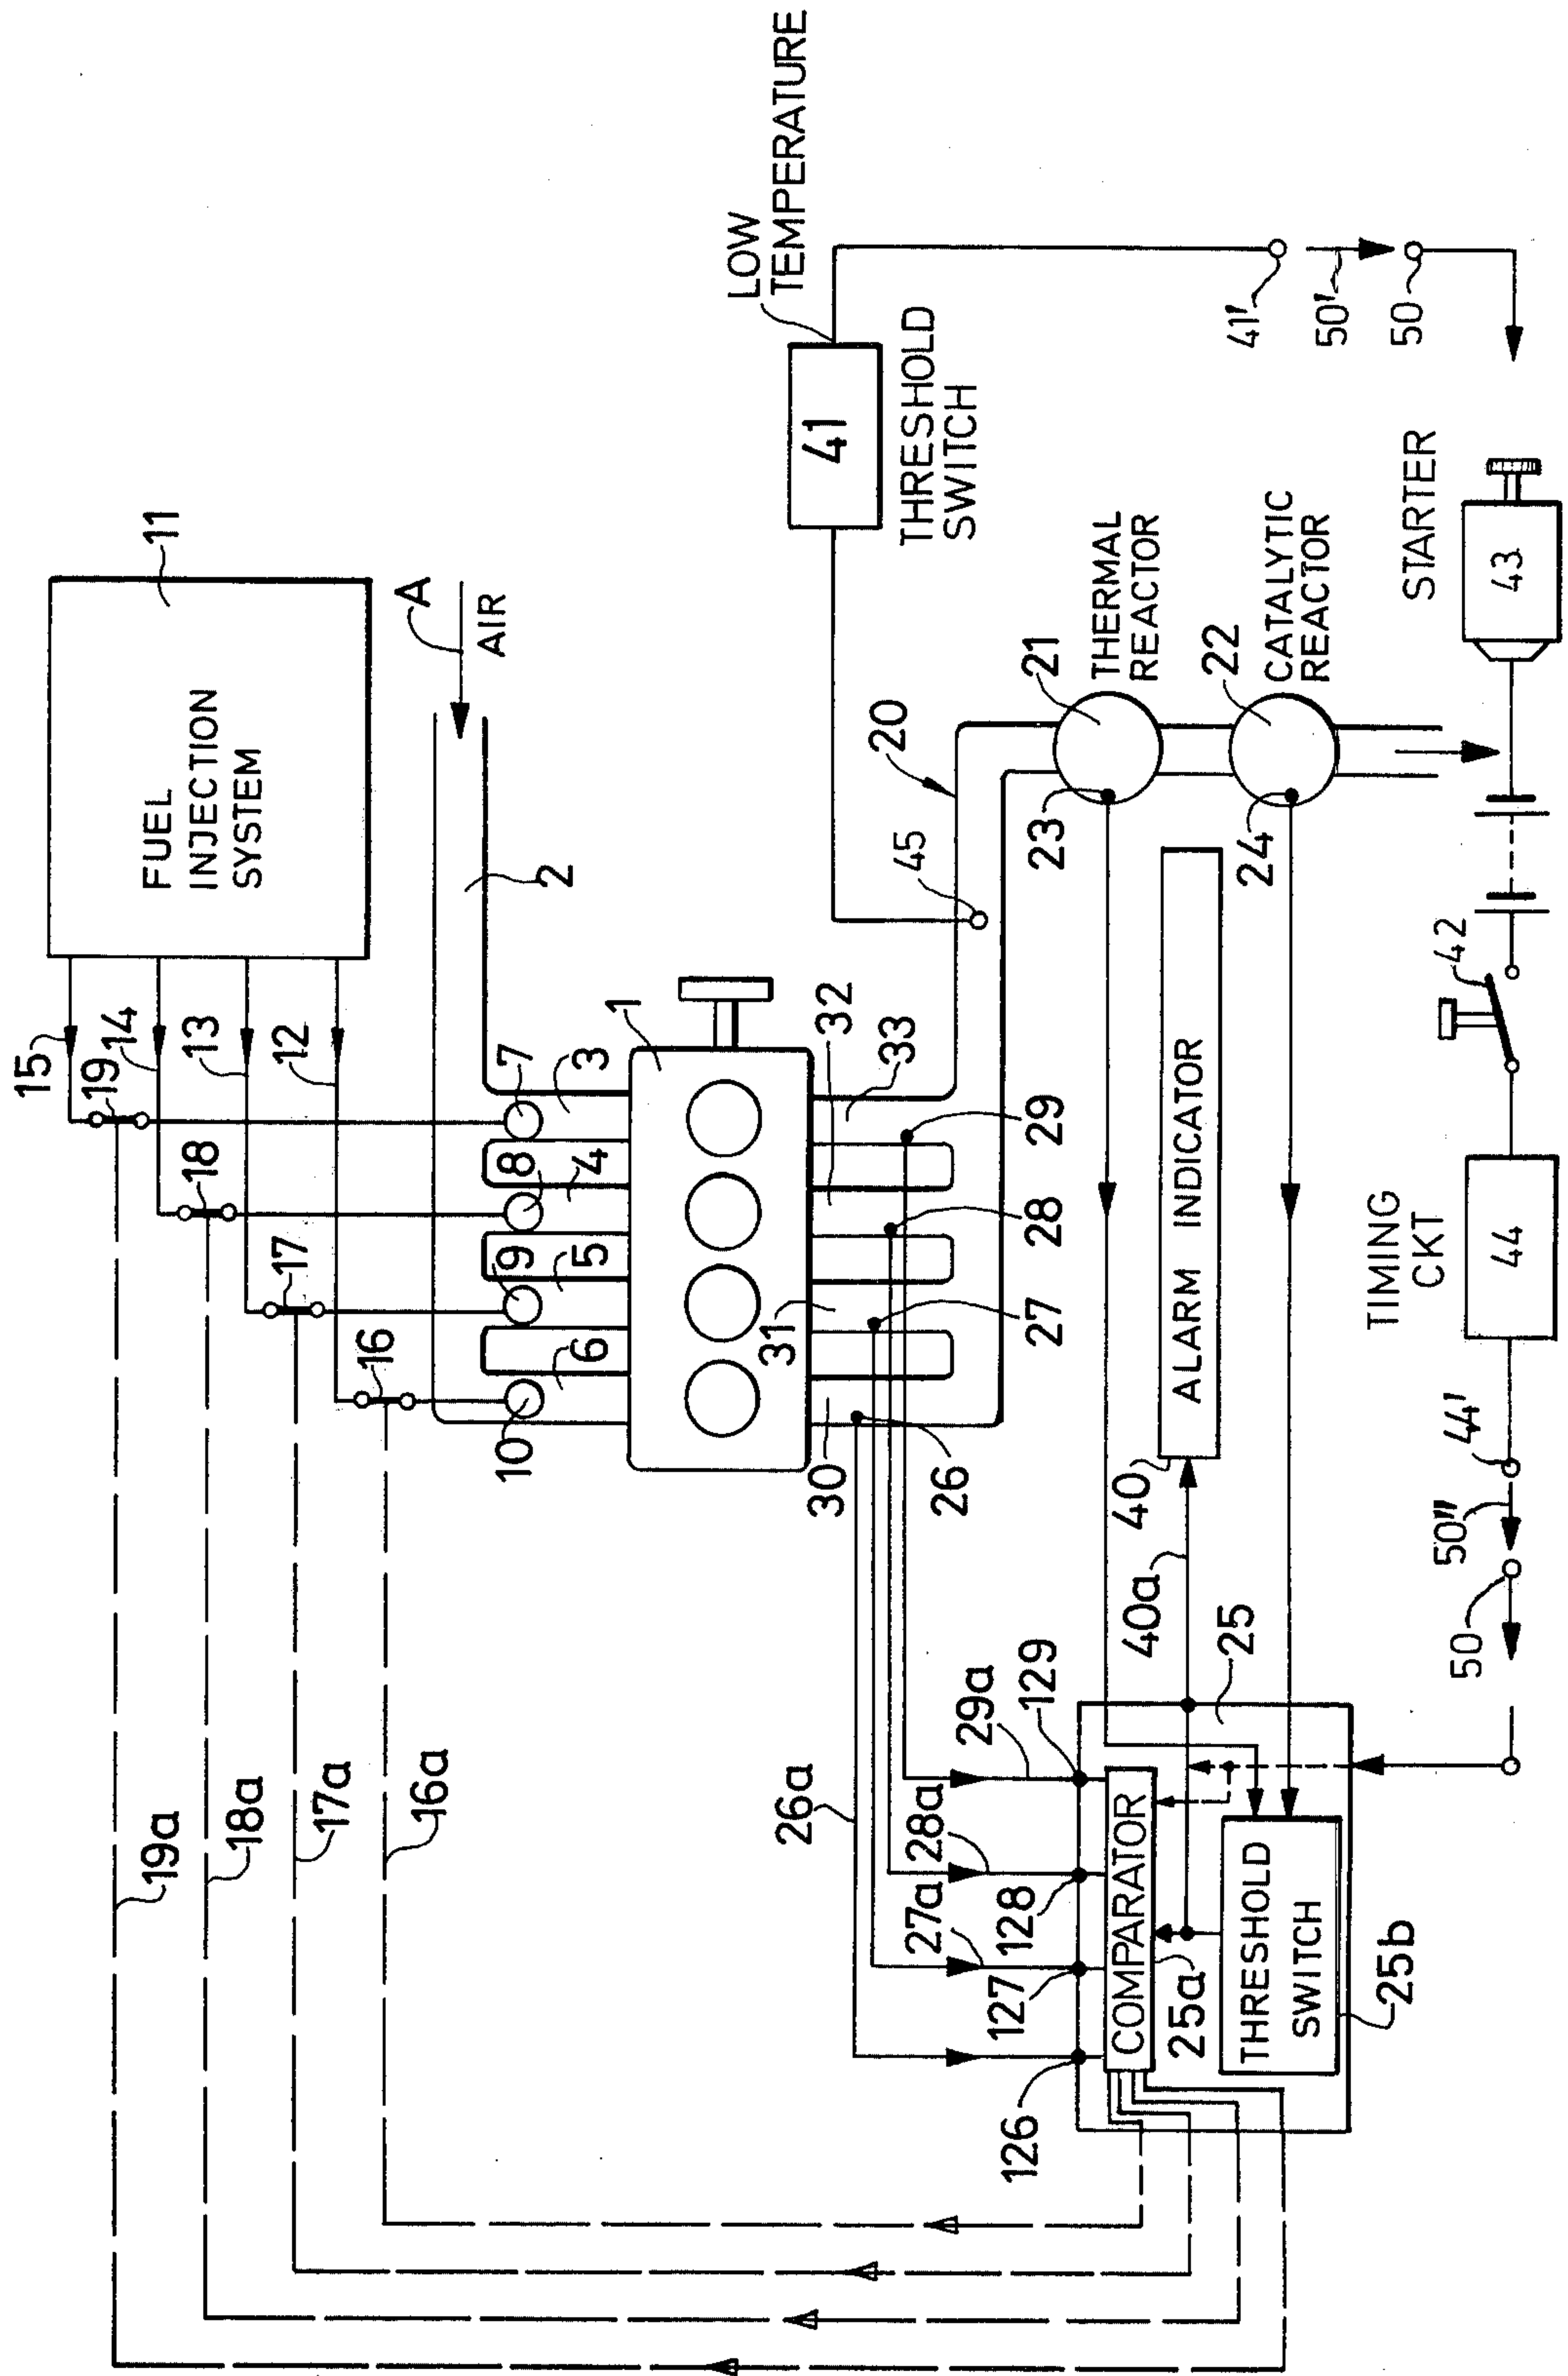 FUEL
INJECTION
SYSTEM
11
A
AIR
15
19
14
18
13
17
12
16
2
7
3
8
4
9
5
10
6
1
19a
18a
17a
16a
LOW
TEMPERATURE
41
THRESHOLD
SWITCH
41'
50'
50
20
45
33
32
31
30
29
28
27
26
21
THERMAL
REACTOR
23
22
CATALYTIC
REACTOR
24
26a
27a
28a
29a
126
127
128
129
COMPARATOR
25a
THRESHOLD
SWITCH
25b
25
40a
40
ALARM INDICATOR
STARTER
43
42
TIMING
CKT
44
44'
50"
50